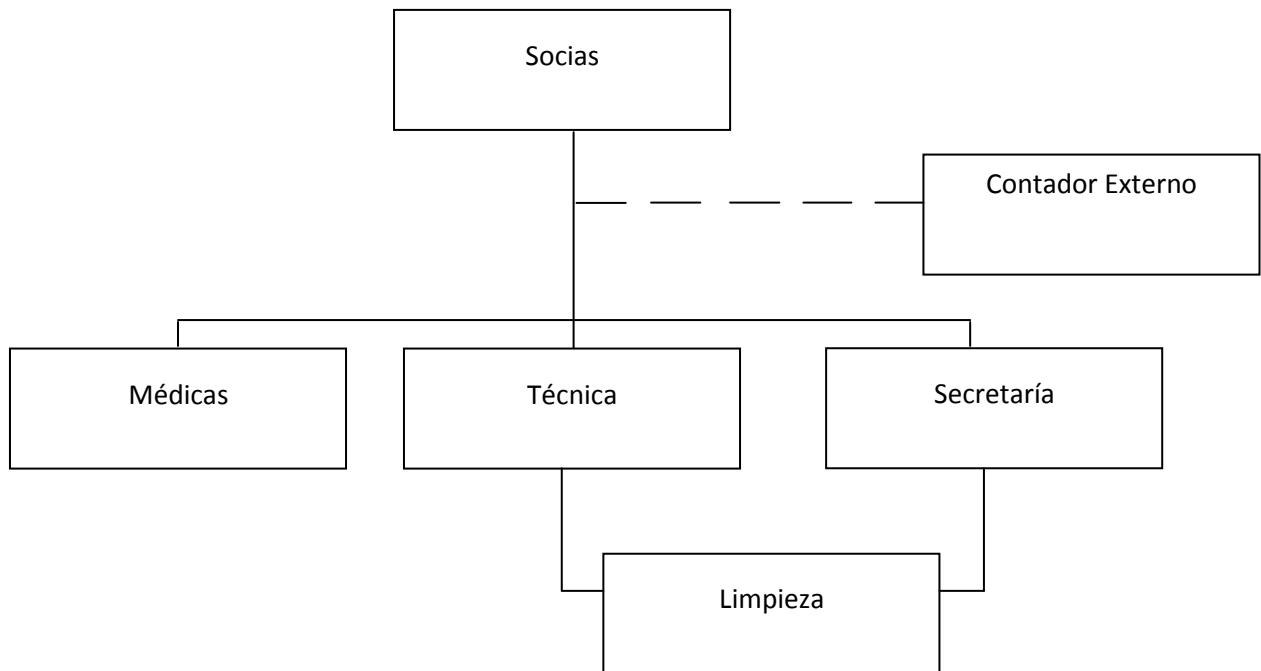 Socias
Contador Externo
Médicas
Técnica
Secretaría
Limpieza